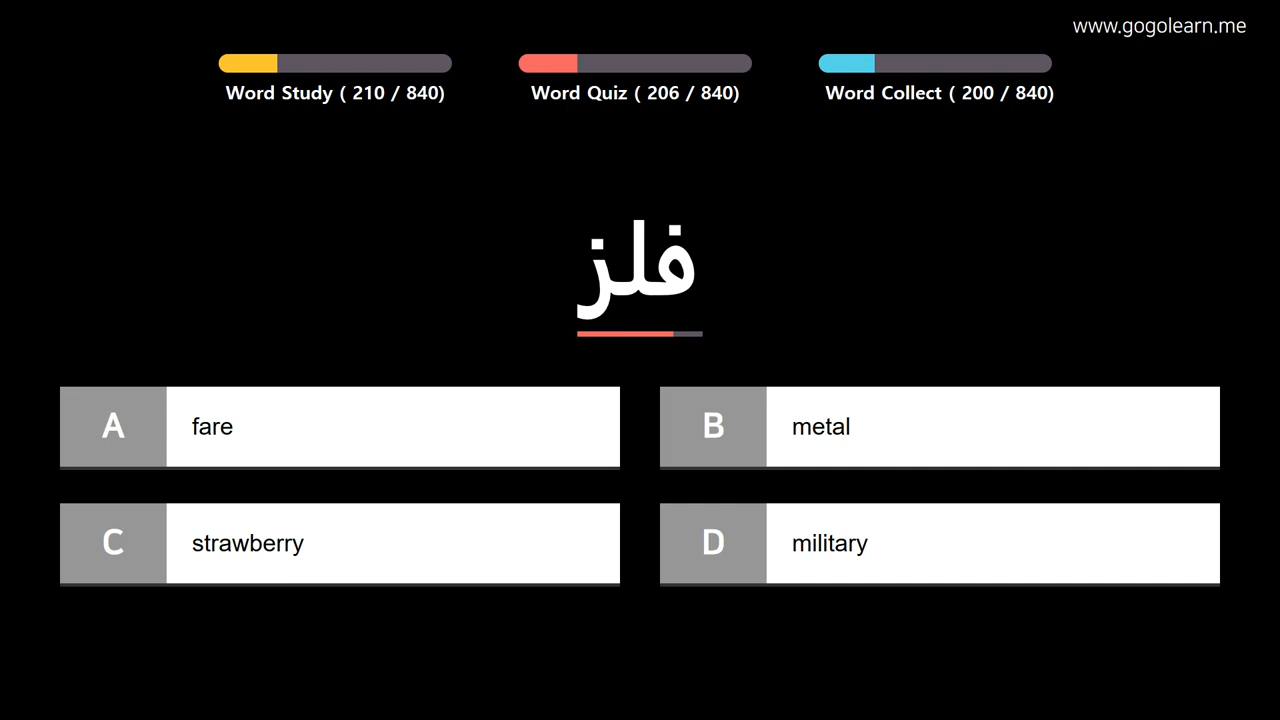 www.gogolearn.me
Word Study ( 210 / 840)
Word Quiz ( 206 / 840)
Word Collect ( 200 / 840)
فلز
A fare
B metal
C strawberry
D military